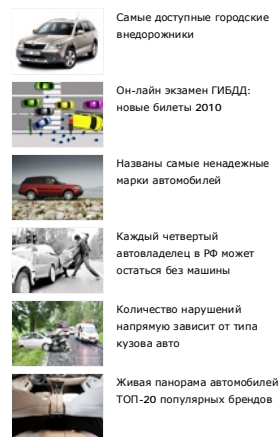 Самые доступные городские
внедорожники
Он-лайн экзамен ГИБДД:
новые билеты 2010
Названы самые ненадежные
марки автомобилей
Каждый четвертый
автовладелец в РФ может
остаться без машины
Количество нарушений
напрямую зависит от типа
кузова авто
Живая панорама автомобилей
ТОП-20 популярных брендов